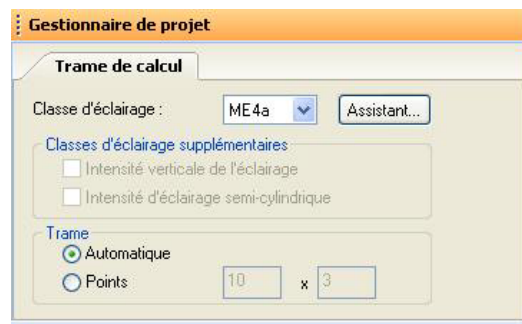 Gestionnaire de projet
Trame de calcul
Classe d'éclairage : ME4a Assistant...
Classes d'éclairage supplémentaires
Intensité verticale de l'éclairage
Intensité d'éclairage semi-cylindrique
Trame
Automatique
Points 10 x 3